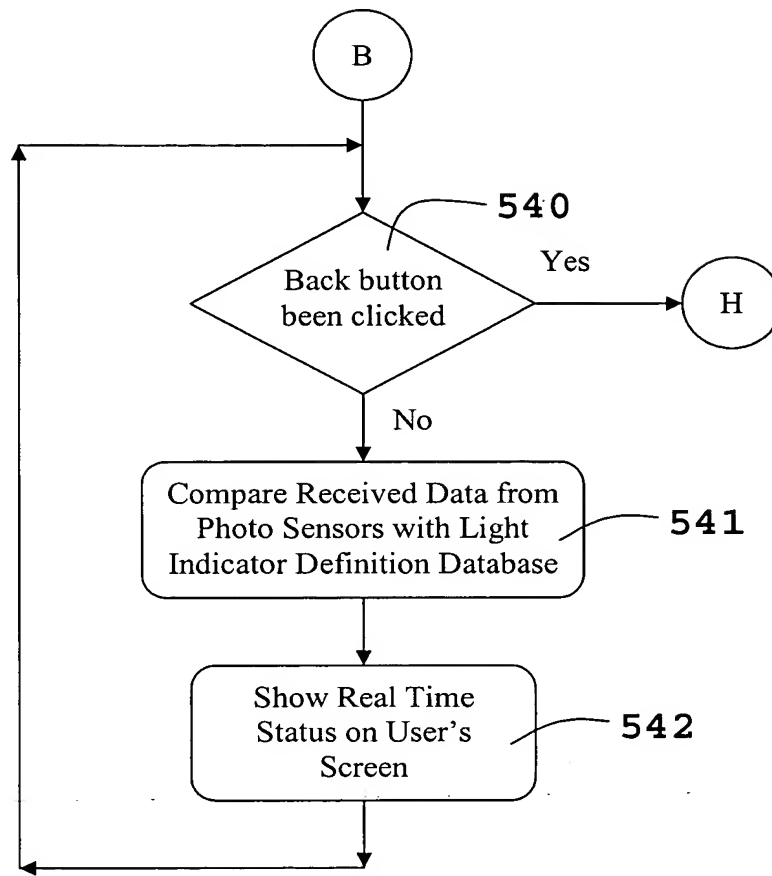 B
540
Back button
been clicked
Yes
H
No
Compare Received Data from
Photo Sensors with Light
Indicator Definition Database
541
Show Real Time
Status on User's
Screen
542